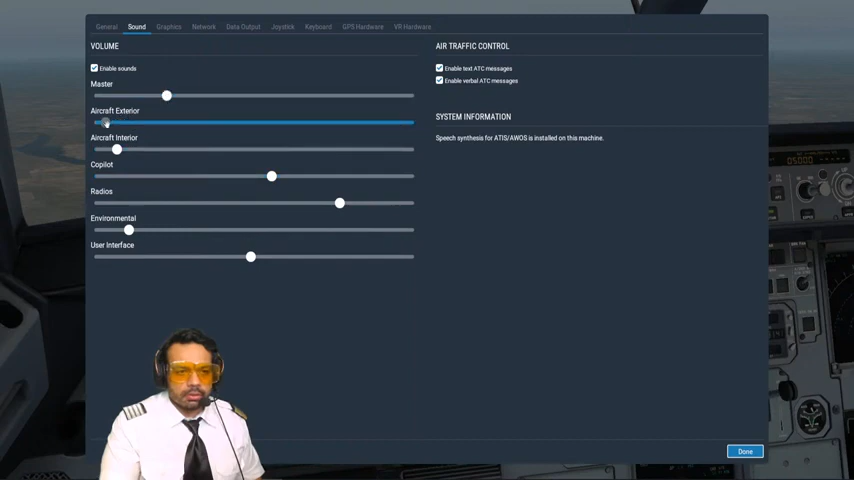 General Sound Graphics Network Data Output Joystick Keyboard GPS Hardware VR Hardware
VOLUME
Enable sounds
Master
Aircraft Exterior
Aircraft Interior
Copilot
Radios
Environmental
User Interface
AIR TRAFFIC CONTROL
Enable text ATC messages
Enable verbal ATC messages
SYSTEM INFORMATION
Speech synthesis for ATIS/AWOS is installed on this machine.
Done
05000